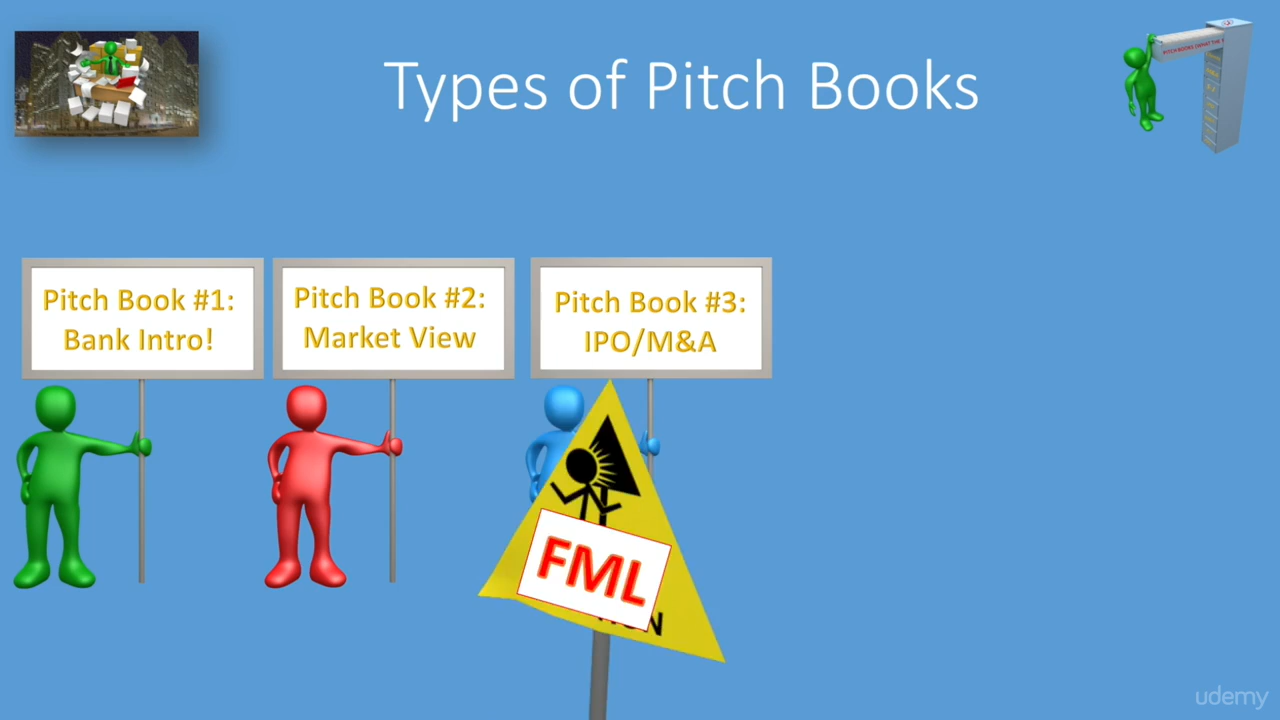 Types of Pitch Books
Pitch Book #1:
Bank Intro!
Pitch Book #2:
Market View
Pitch Book #3:
IPO/M&A
FML
udemy